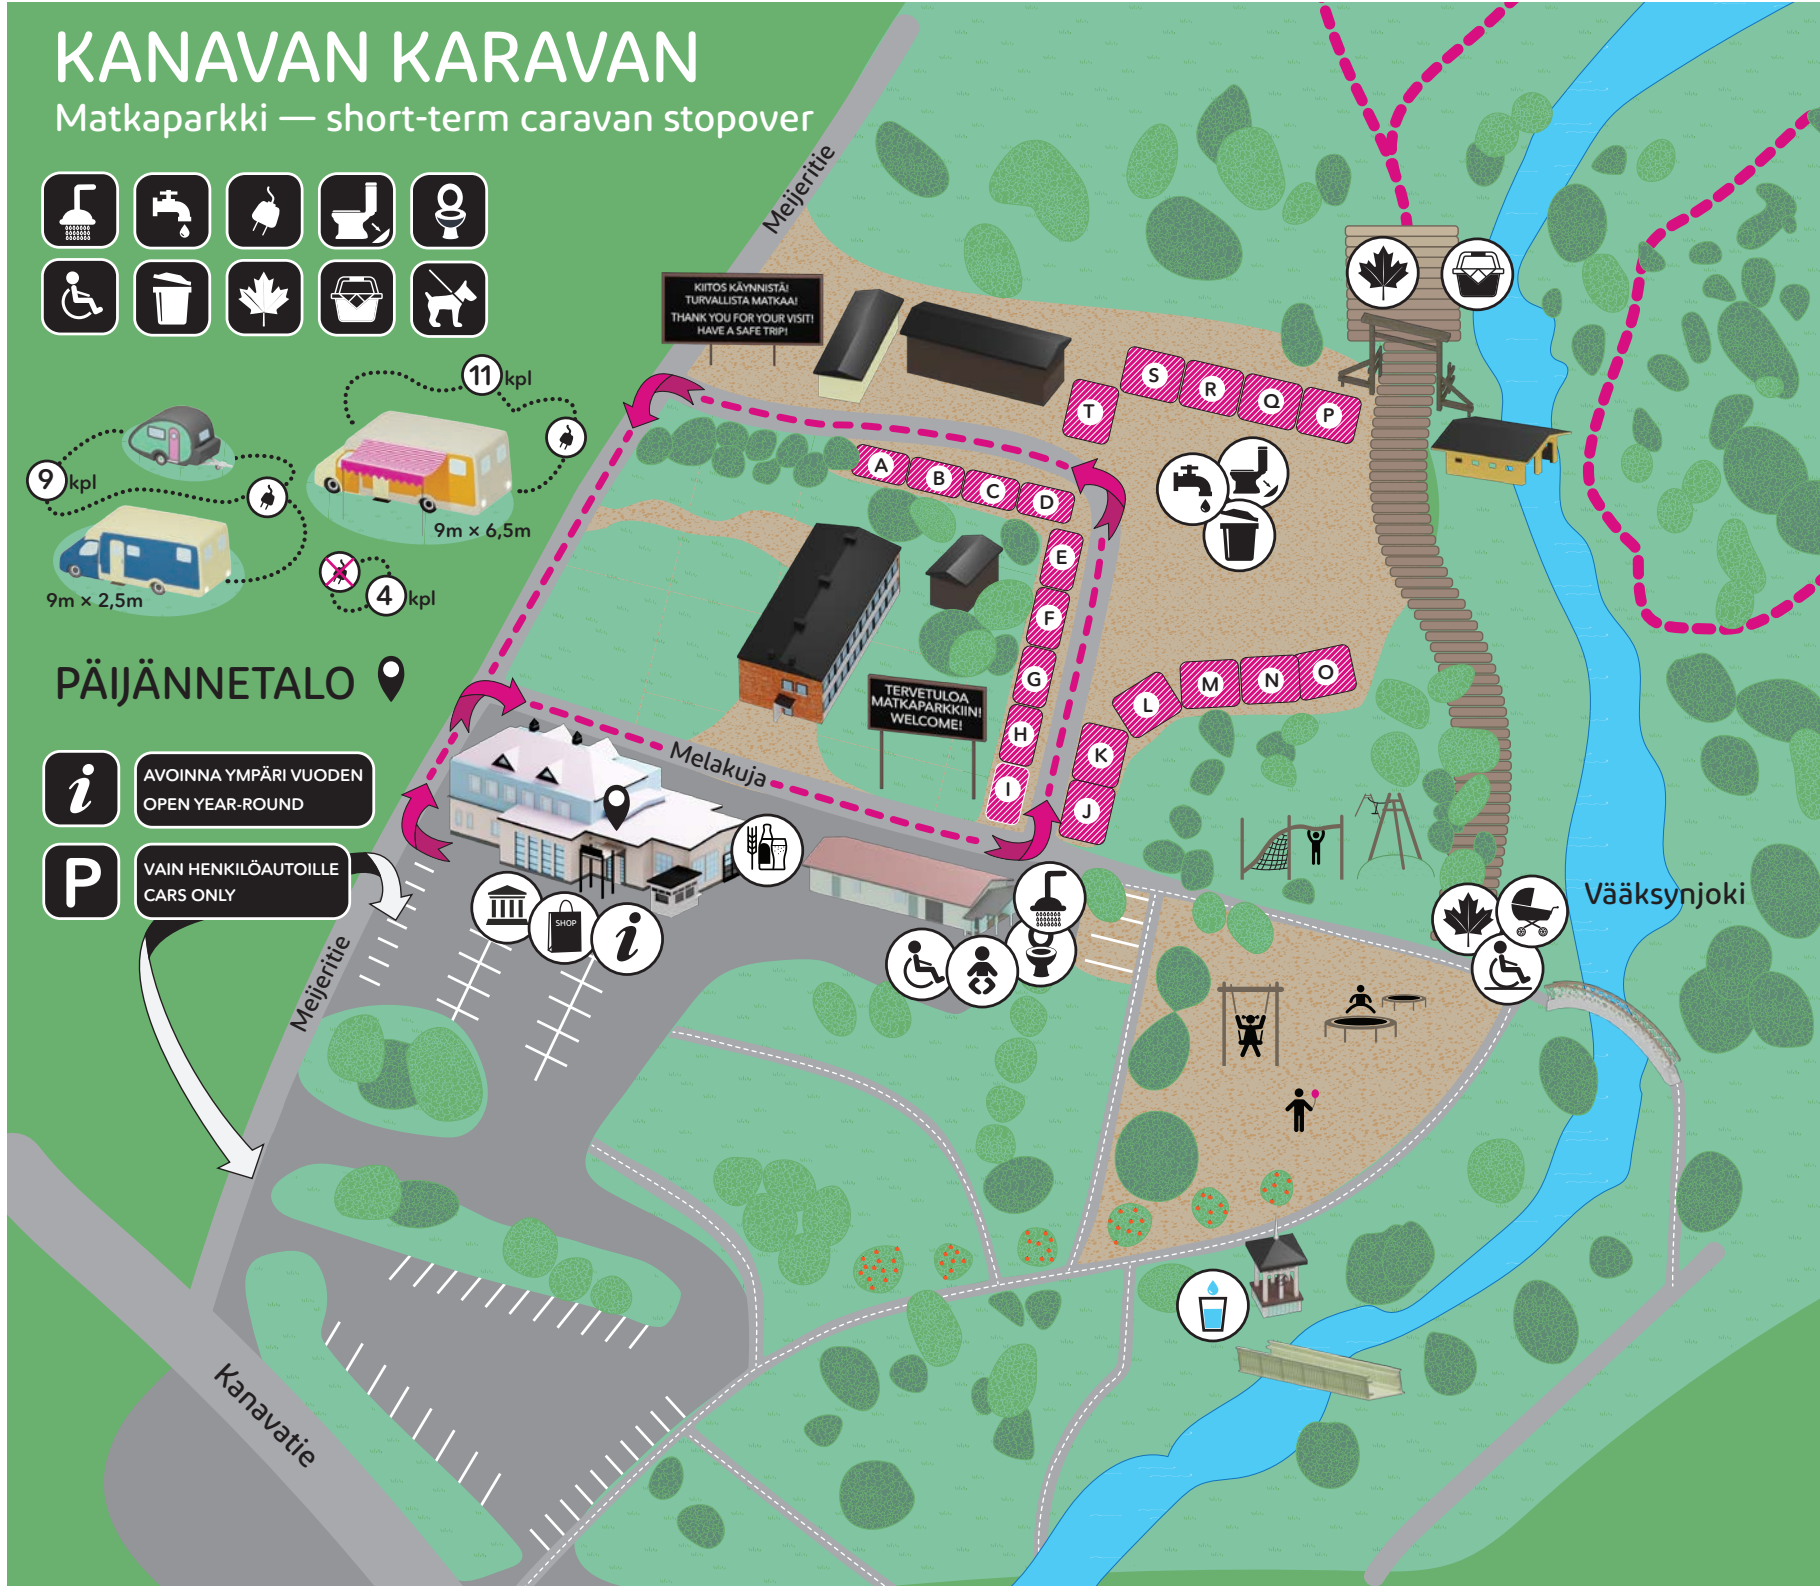 KANAVAN KARAVAN
Matkaparkki — short-term caravan stopover
Meijeritie
KIITOS KÄYNNISTÄ!
TURVALLISTA MATKAA!
THANK YOU FOR YOUR VISIT!
HAVE A SAFE TRIP!
11 kpl
9 kpl
9m × 6,5m
4 kpl
9m × 2,5m
T
S
R
Q
P
A
B
C
D
E
F
G
H
I
O
N
M
L
K
J
PÄIJÄNNETALO
TERVETULOA
MATKAPARKKIIN!
WELCOME!
Melakuja
i
AVOINNA YMPÄRI VUODEN
OPEN YEAR-ROUND
P
VAIN HENKILÖAUTOILLE
CARS ONLY
SHOP
i
Vääksynjoki
Meijeritie
Kanavatie